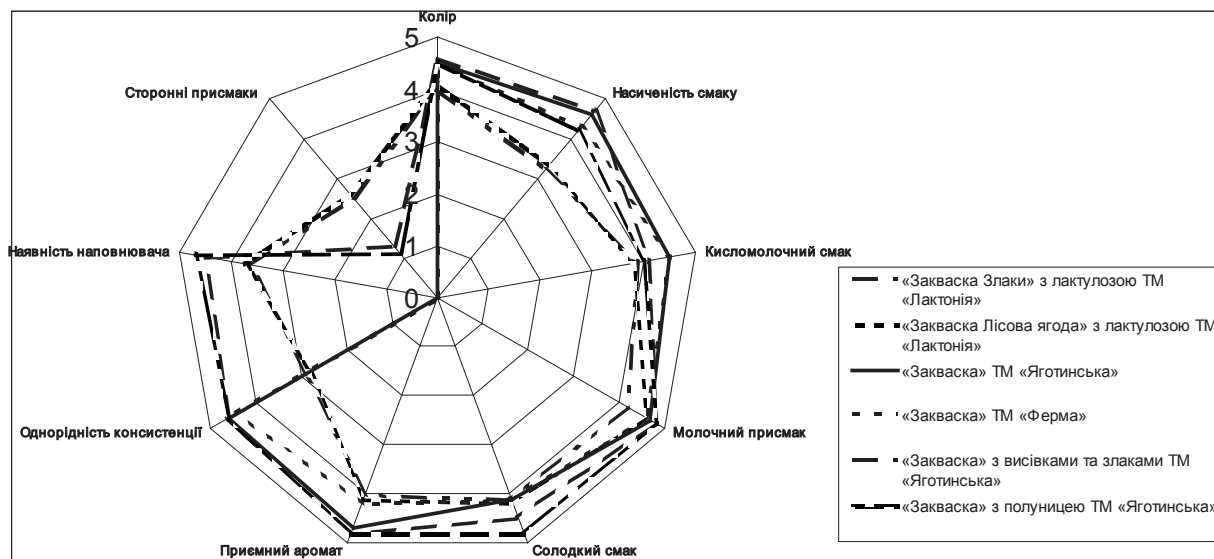 Колір
5
Сторонні присмаки
4
Насиченість смаку
3
2
Наявність наповнювача
1
Кисломолочний смак
0
«Закваска Злаки» з лактулозою ТМ
«Лактонія»
«Закваска Лісова ягода» з лактулозою ТМ
«Лактонія»
«Закваска» ТМ «Яготинська»
«Закваска» ТМ «Ферма»
«Закваска» з висівками та злаками ТМ
«Яготинська»
«Закваска» з полуницею ТМ «Яготинська»
Однорідність консистенції
Молочний присмак
Приємний аромат
Солодкий смак